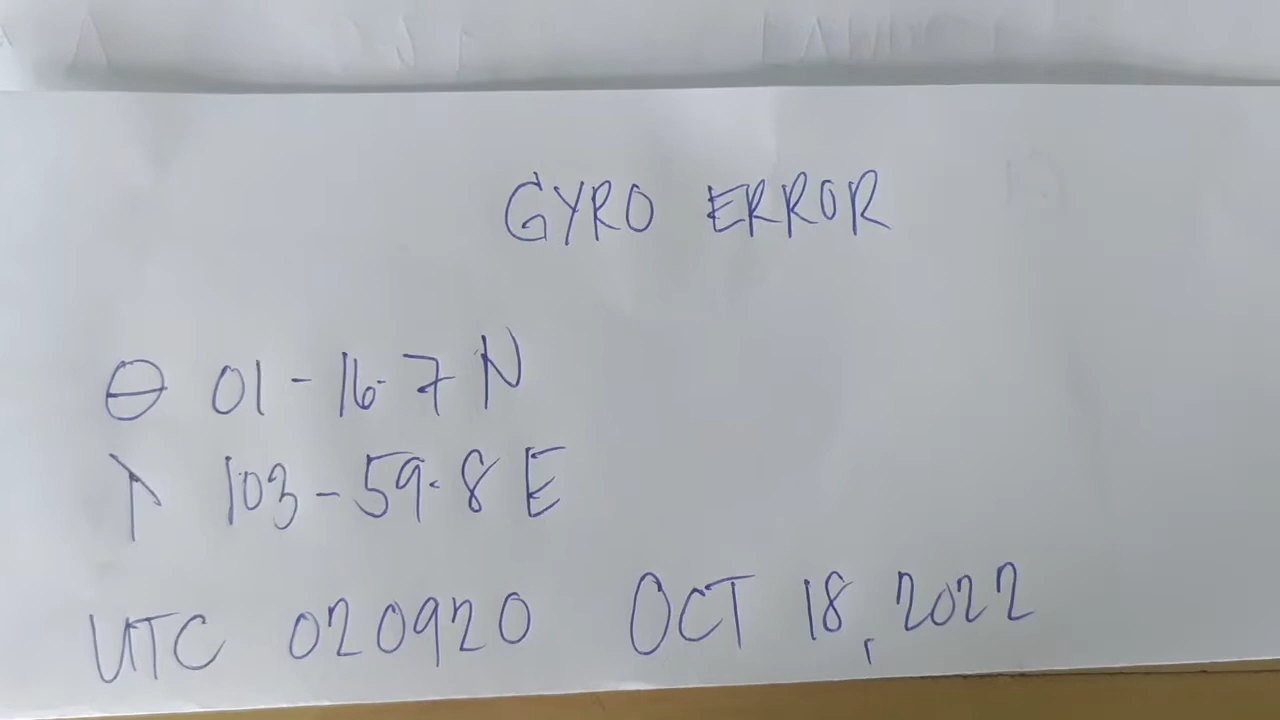 GYRO ERROR
θ 01-16.7 N
λ 103-59.8 E
UTC 020920 OCT 18, 2022